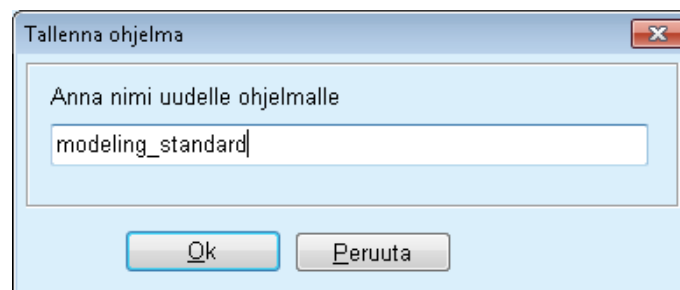 Tallenna ohjelma
Anna nimi uudelle ohjelmalle
modeling_standard
Ok
Peruuta